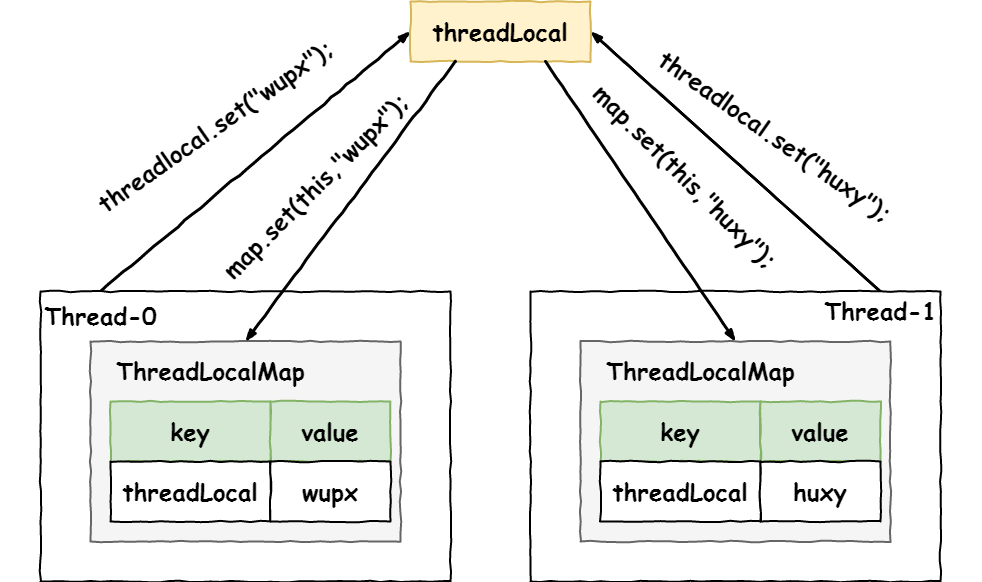 threadLocal
threadlocal.set("wupx");
map.set(this,"wupx");
map.set(this, "huxy");
threadlocal.set("huxy");
Thread-0
ThreadLocalMap
key value
threadLocal wupx
Thread-1
ThreadLocalMap
key value
threadLocal huxy